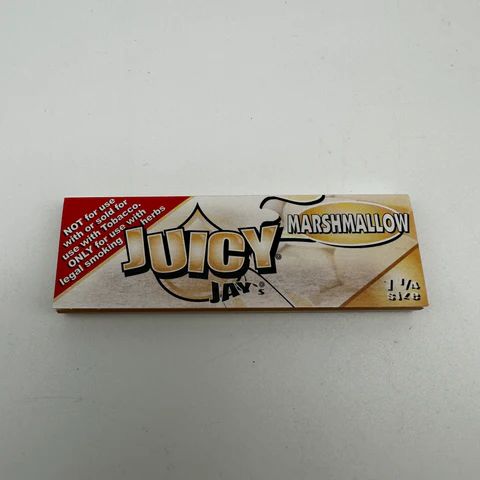 NOT for use
with or sold for
use with Tobacco.
ONLY for use with
legal smoking herbs
JUICY®
JAY's®
MARSHMALLOW
1 1/4
SIZE